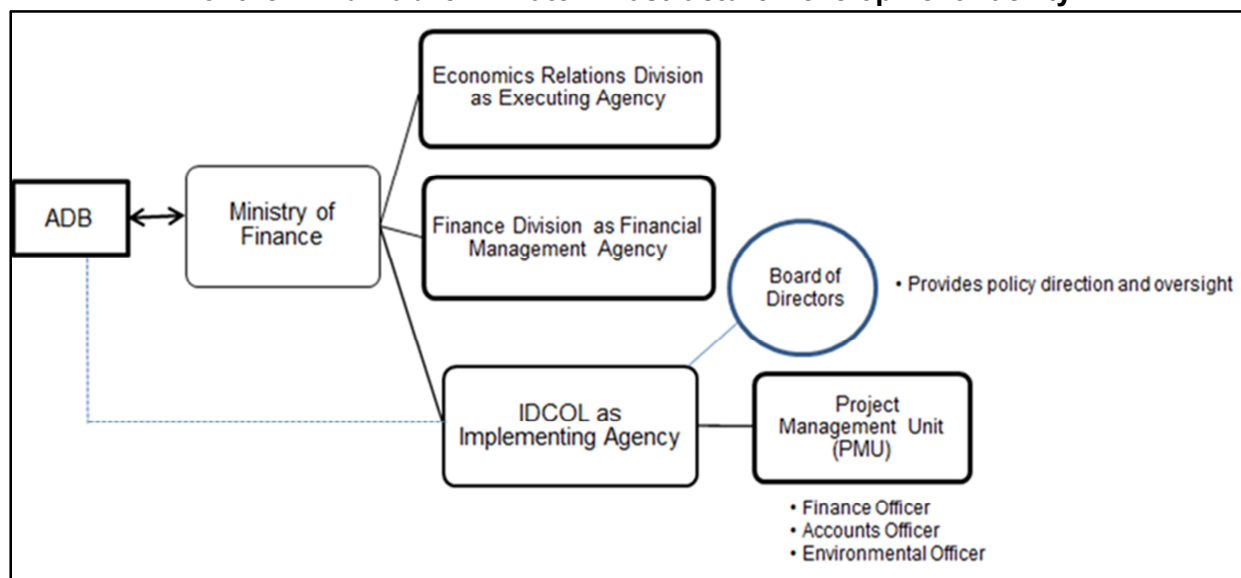 Economics Relations Division
as Executing Agency
ADB
Ministry of
Finance
Finance Division as Financial
Management Agency
Board of
Directors
• Provides policy direction and oversight
IDCOL as
Implementing Agency
Project
Management Unit
(PMU)
• Finance Officer
• Accounts Officer
• Environmental Officer